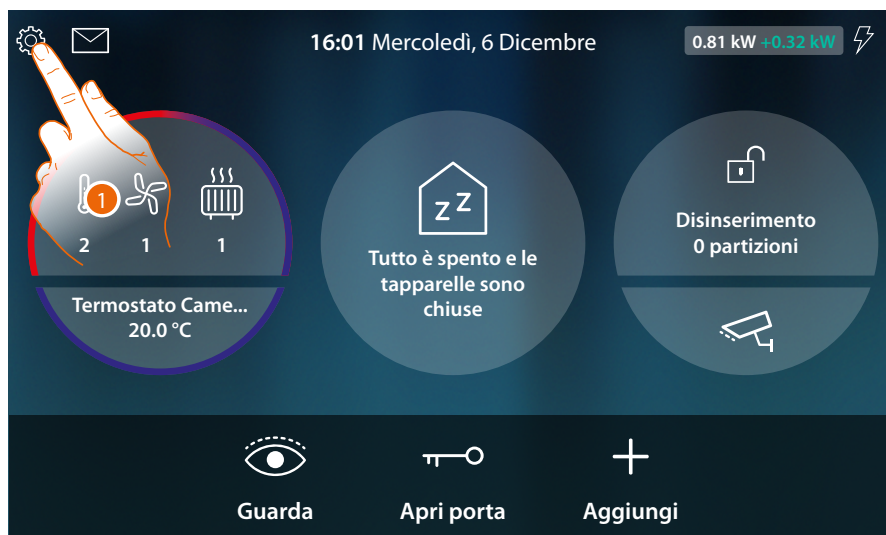 16:01 Mercoledì, 6 Dicembre
0.81 kW +0.32 kW
1
2 1 1
Termostato Came...
20.0 °C
zZ
Tutto è spento e le
tapparelle sono
chiuse
Disinserimento
0 partizioni
Guarda
Apri porta
Aggiungi